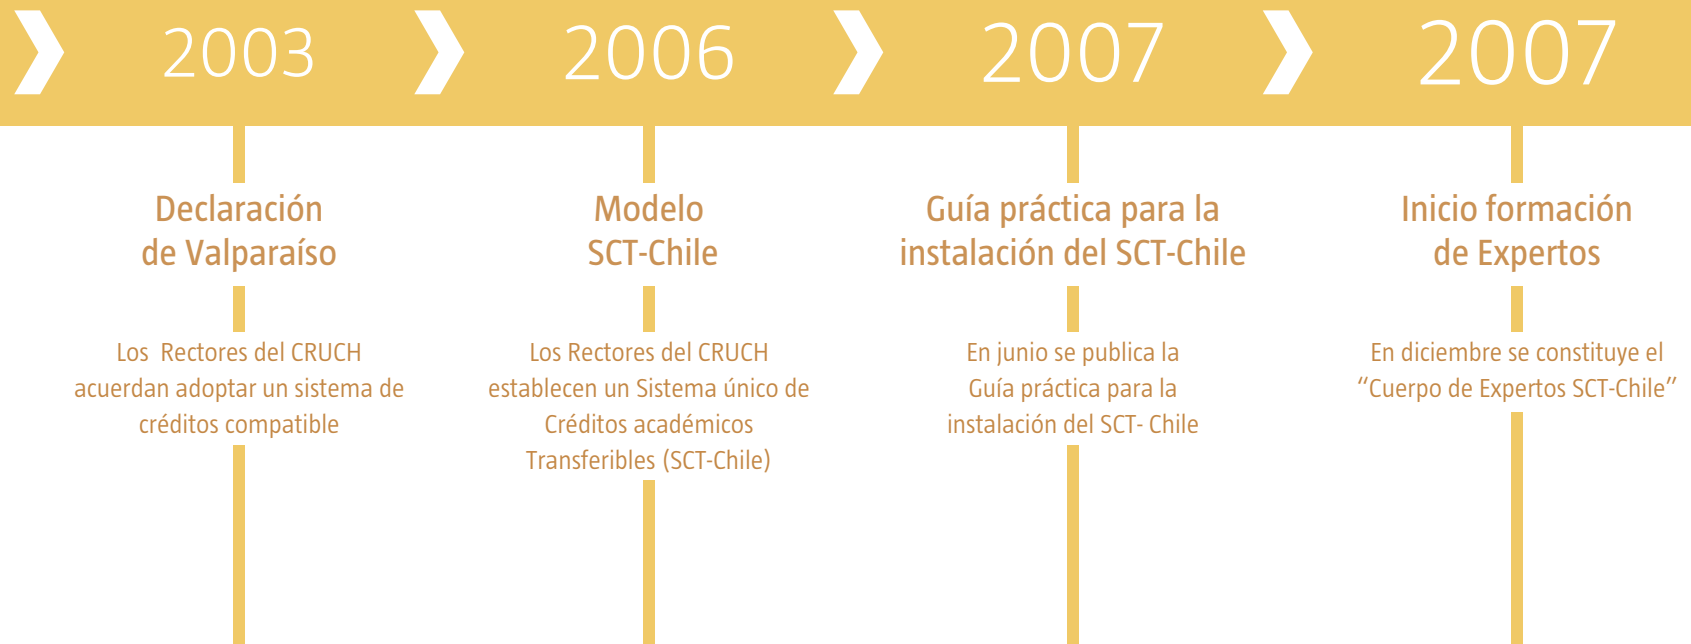 2003
2006
2007
2007
Declaración
de Valparaíso
Los Rectores del CRUCH
acuerdan adoptar un sistema de
créditos compatible
Modelo
SCT-Chile
Los Rectores del CRUCH
establecen un Sistema único de
Créditos académicos
Transferibles (SCT-Chile)
Guía práctica para la
instalación del SCT-Chile
En junio se publica la
Guía práctica para la
instalación del SCT- Chile
Inicio formación
de Expertos
En diciembre se constituye el
“Cuerpo de Expertos SCT-Chile”